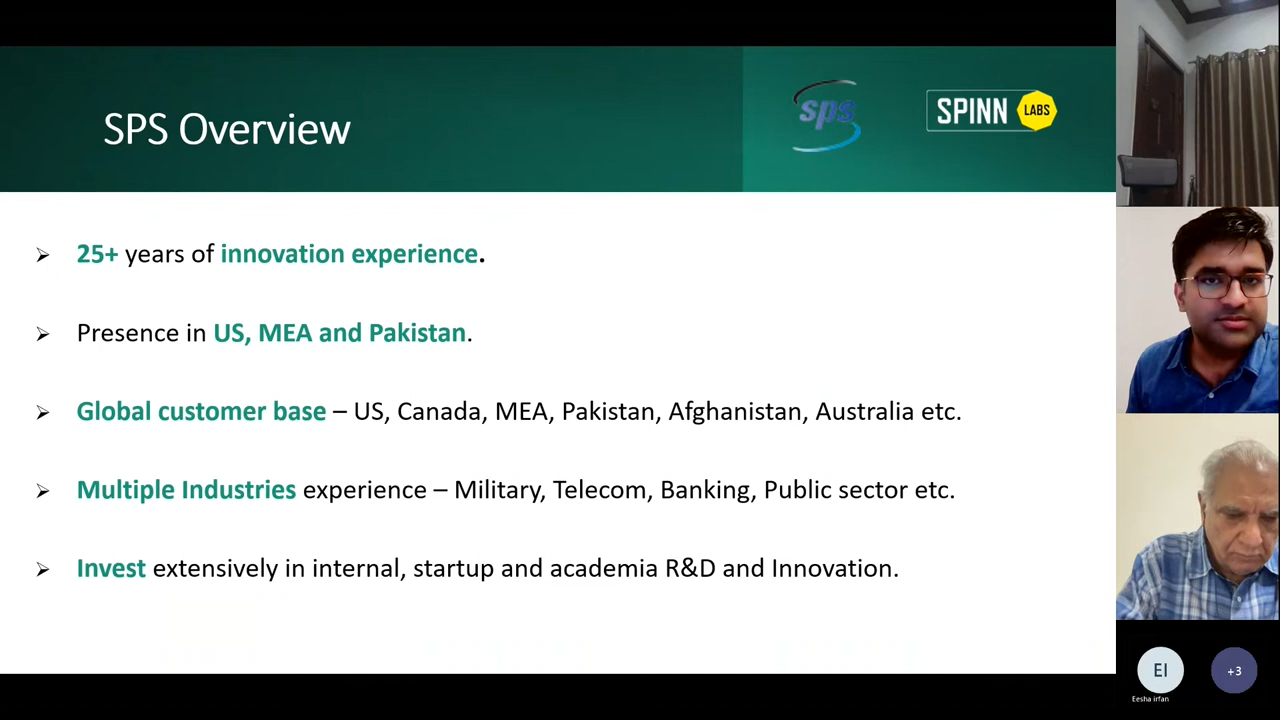 SPS Overview
sps
SPINN LABS
25+ years of innovation experience.
Presence in US, MEA and Pakistan.
Global customer base – US, Canada, MEA, Pakistan, Afghanistan, Australia etc.
Multiple Industries experience – Military, Telecom, Banking, Public sector etc.
Invest extensively in internal, startup and academia R&D and Innovation.
EI
+3
Eesha irfan